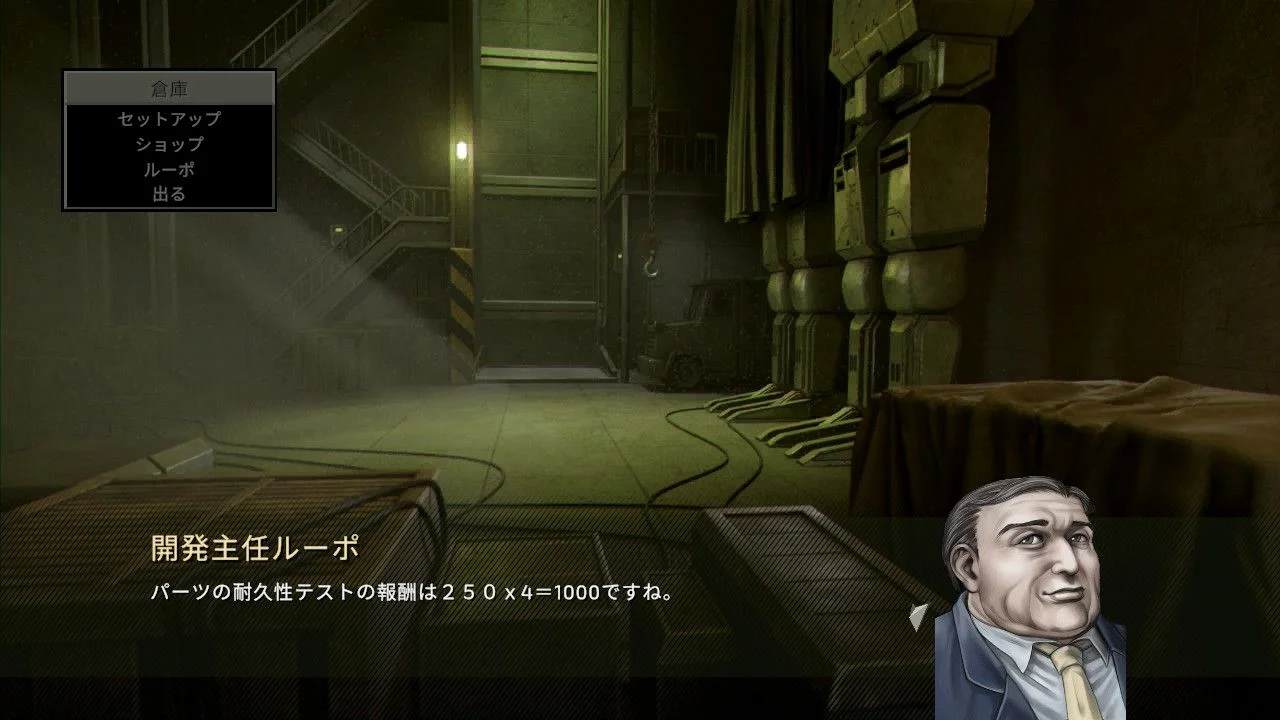 倉庫
セットアップ
ショップ
ルーポ
出る
開発主任ルーポ
パーツの耐久性テストの報酬は２５０ｘ4＝1000ですね。